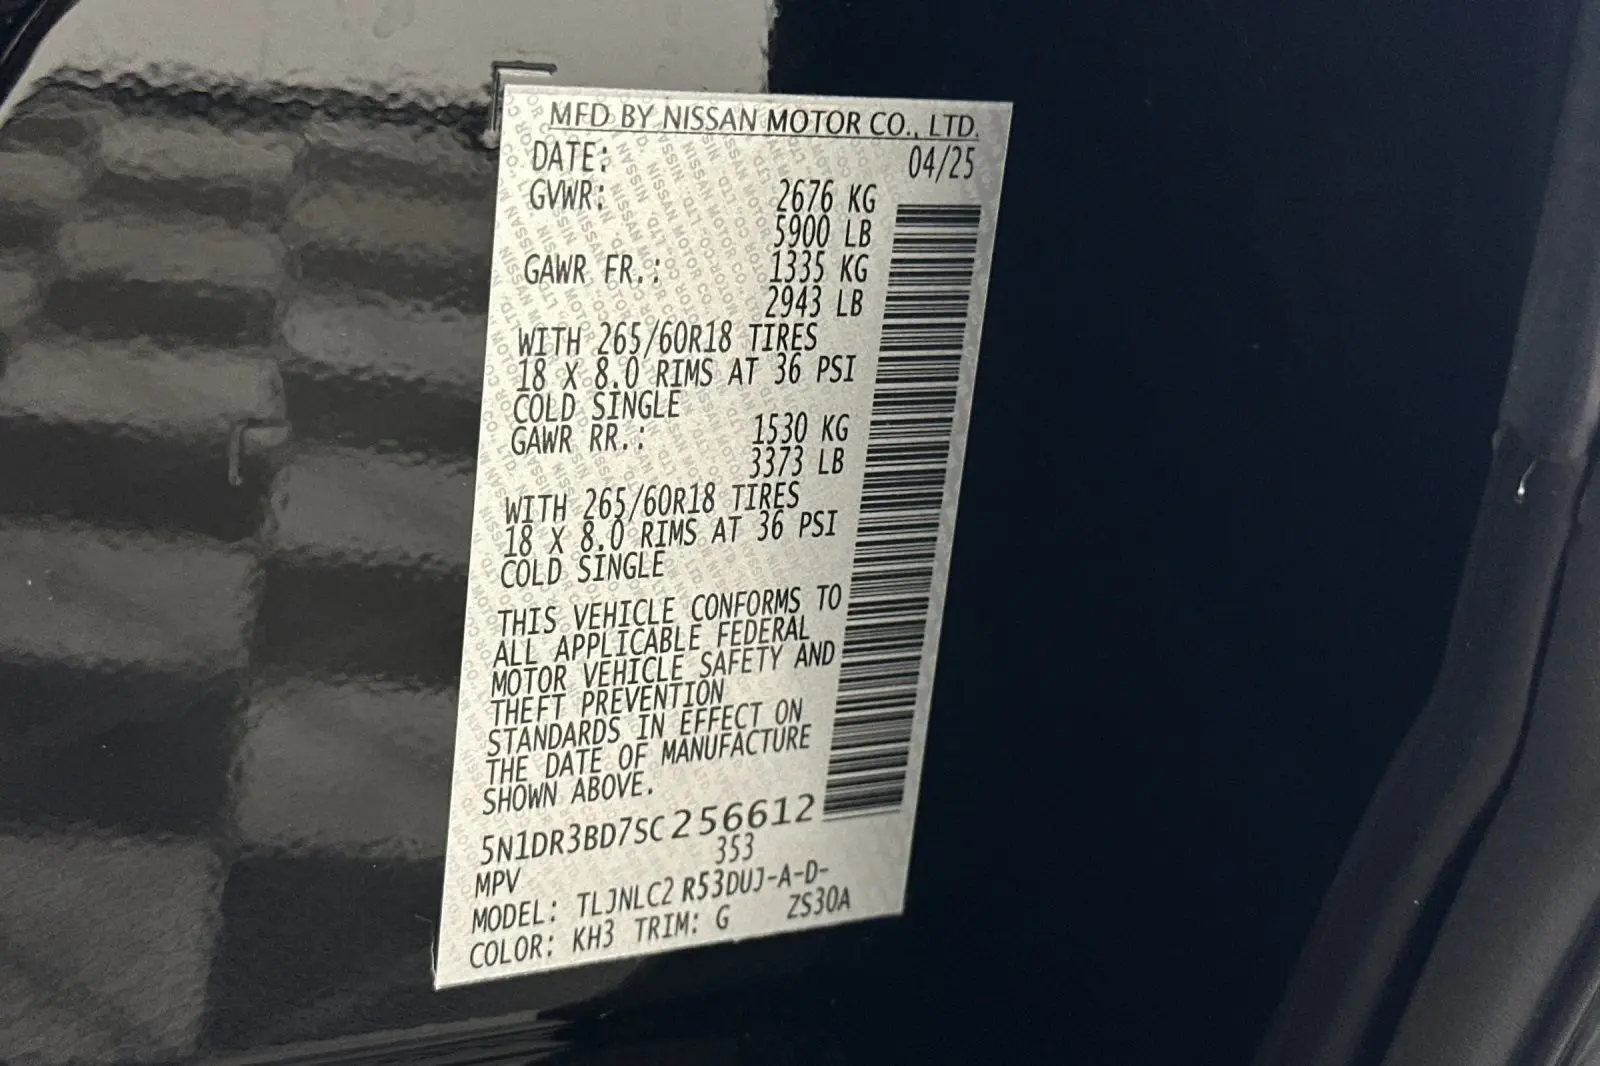 MFD BY NISSAN MOTOR CO., LTD.
DATE: 04/25
GVWR: 2676 KG
5900 LB
GAWR FR.: 1335 KG
2943 LB
WITH 265/60R18 TIRES
18 X 8.0 RIMS AT 36 PSI
COLD SINGLE
GAWR RR.: 1530 KG
3373 LB
WITH 265/60R18 TIRES
18 X 8.0 RIMS AT 36 PSI
COLD SINGLE
THIS VEHICLE CONFORMS TO
ALL APPLICABLE FEDERAL
MOTOR VEHICLE SAFETY AND
THEFT PREVENTION
STANDARDS IN EFFECT ON
THE DATE OF MANUFACTURE
SHOWN ABOVE.
5N1DR3BD7SC256612
353
MPV
MODEL: TLJNLC2 R53DUJ-A-D-
ZS30A
COLOR: KH3 TRIM: G